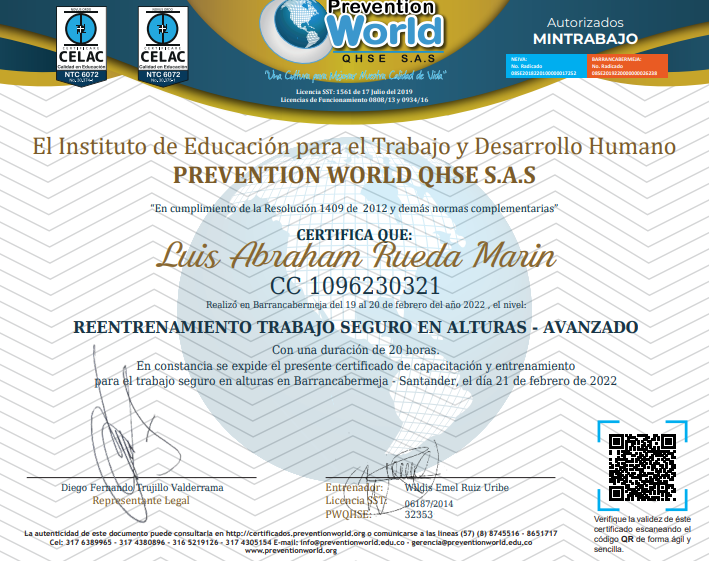 Prevention
World
QHSE S.A.S
"Una Cultura para Mejorar Nuestra Calidad de Vida"
Licencia SST: 1561 de 17 Julio del 2019
Licencias de Funcionamiento 0808/13 y 0934/16
CELAC
Calidad en Educación
NTC 6072
CELAC
Calidad en Educación
NTC 6072
Autorizados
MINTRABAJO
NEIVA:
No. Radicado
BARRANCABERMEJA:
No. Radicado
El Instituto de Educación para el Trabajo y Desarrollo Humano
PREVENTION WORLD QHSE S.A.S
"En cumplimiento de la Resolución 1409 de 2012 y demás normas complementarias"
CERTIFICA QUE:
Luis Abraham Rueda Marin
CC 1096230321
Realizó en Barrancabermeja del 19 al 20 de febrero del año 2022 , el nivel:
REENTRENAMIENTO TRABAJO SEGURO EN ALTURAS - AVANZADO
Con una duración de 20 horas.
En constancia se expide el presente certificado de capacitación y entrenamiento
para el trabajo seguro en alturas en Barrancabermeja - Santander, el día 21 de febrero de 2022
Diego Fernando Trujillo Valderrama
Representante Legal
Entrenador: Wildis Emel Ruiz Uribe
Licencia SST: 06187/2014
PWQHSE: 32353
Verifique la validez de éste
certificado escaneando el
código QR de forma ágil y
sencilla.
La autenticidad de este documento puede consultarla en http://certificados.preventionworld.org o comunicarse a las líneas (57) (8) 8745516 - 8651717
Cel: 317 6389965 - 317 4380896 - 316 5219126 - 317 4305154 E-mail: info@preventionworld.edu.co - gerencia@preventionworld.edu.co
www.preventionworld.org